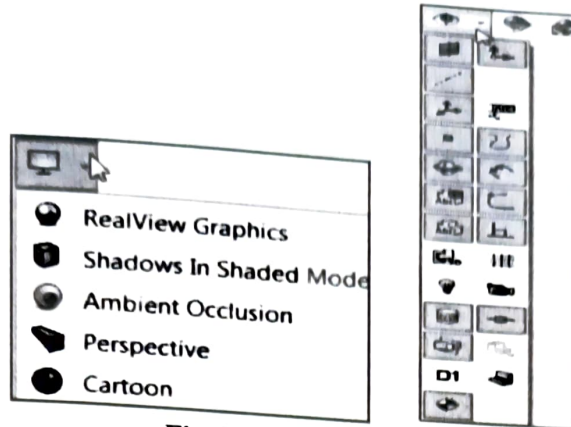 RealView Graphics
Shadows In Shaded Mode
Ambient Occlusion
Perspective
Cartoon
D1